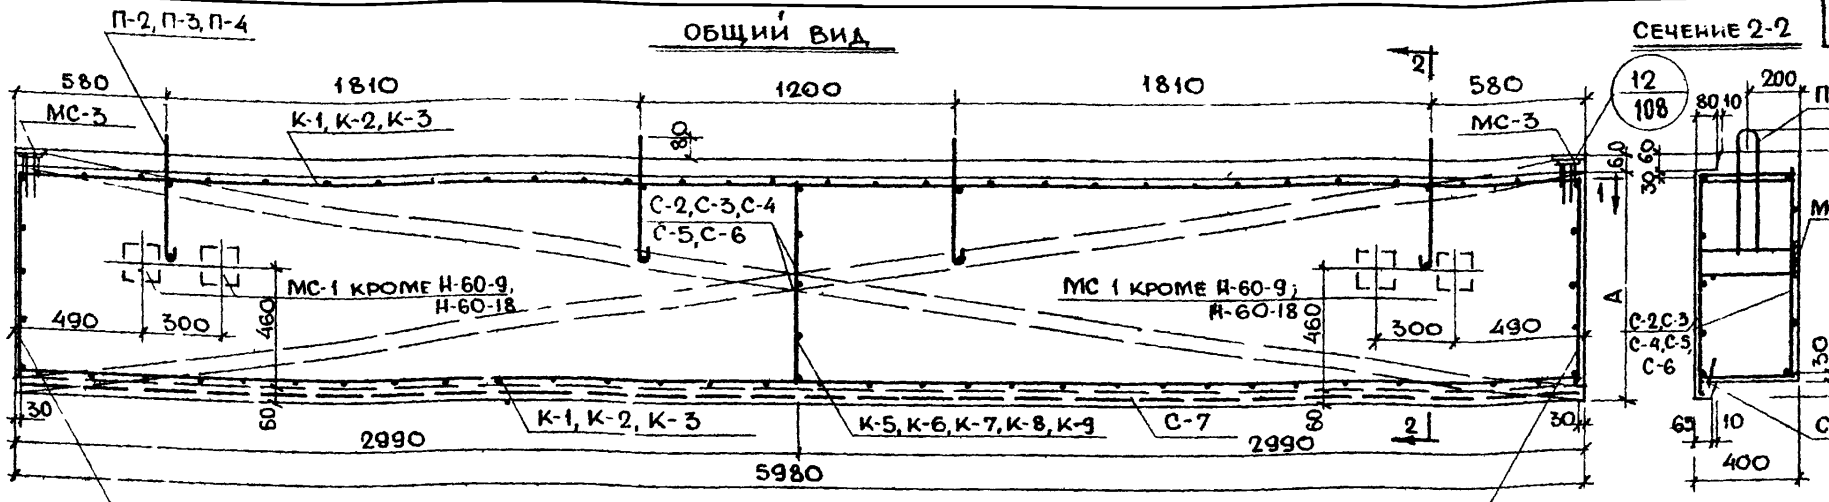 П-2, П-3, П-4
ОБЩИЙ ВИД
СЕЧЕНИЕ 2-2
2
12
108
200
580
1810
1200
1810
580
80
10
П
МС-3
К-1, К-2, К-3
80
МС-3
60
60
30
1
С-2, С-3, С-4
С-5, С-6
М
МС-1 КРОМЕ Н-60-9,
Н-60-18
МС 1 КРОМЕ Н-60-9;
Н-60-18
А
490
300
460
460
300
490
С-2, С-3
С-4, С-5,
С-6
30
30
60
К-1, К-2, К-3
К-5, К-6, К-7, К-8, К-9
С-7
60
2
30
65
10
С
2990
2990
400
5980